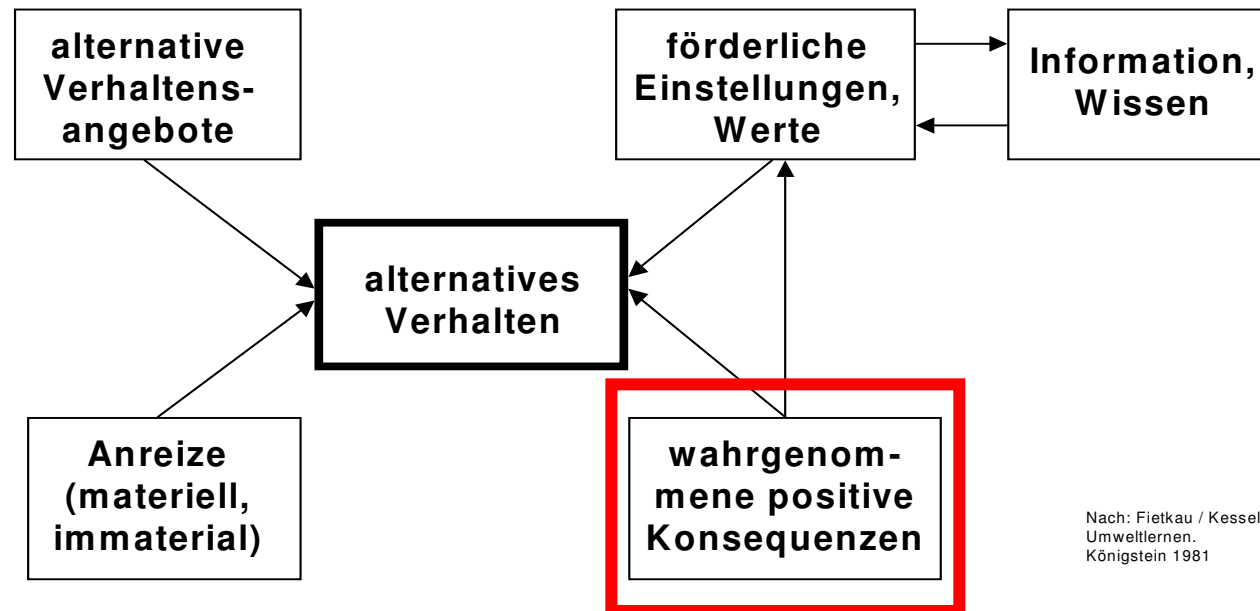 alternative
Verhaltens-
angebote
förderliche
Einstellungen,
Werte
Information,
Wissen
alternatives
Verhalten
Anreize
(materiell,
immaterial)
wahrgenom-
mene positive
Konsequenzen
Nach: Fietkau / Kessel
Umweltlernen.
Königstein 1981